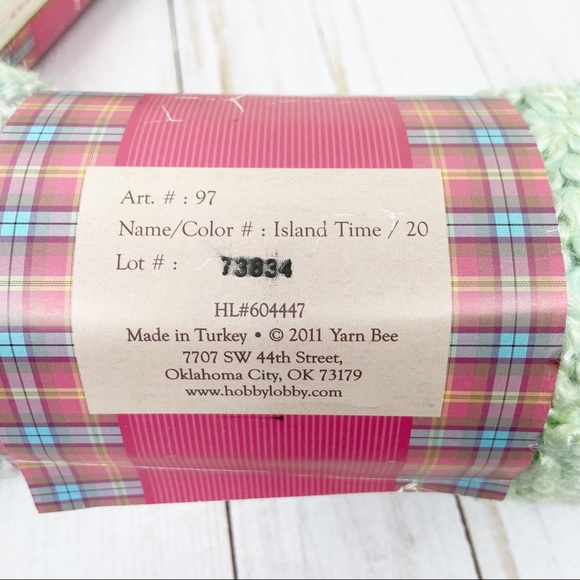 Art. # : 97
Name/Color # : Island Time / 20
Lot # : 73834
HL#604447
Made in Turkey • © 2011 Yarn Bee
7707 SW 44th Street,
Oklahoma City, OK 73179
www.hobbylobby.com